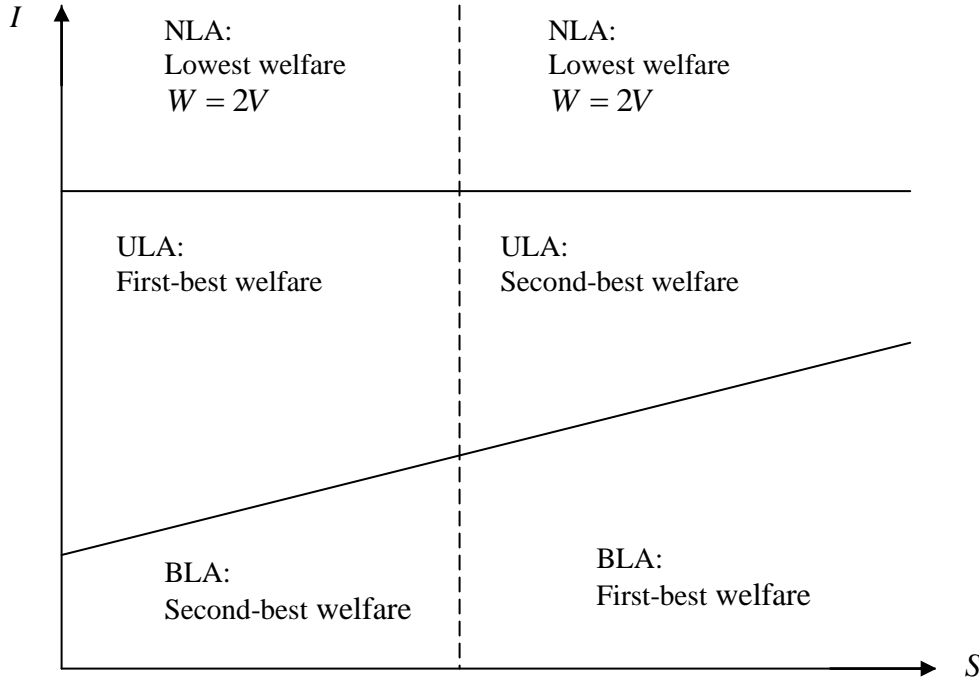 I
NLA:
Lowest welfare
W = 2V
NLA:
Lowest welfare
W = 2V
ULA:
First-best welfare
ULA:
Second-best welfare
BLA:
Second-best welfare
BLA:
First-best welfare
S